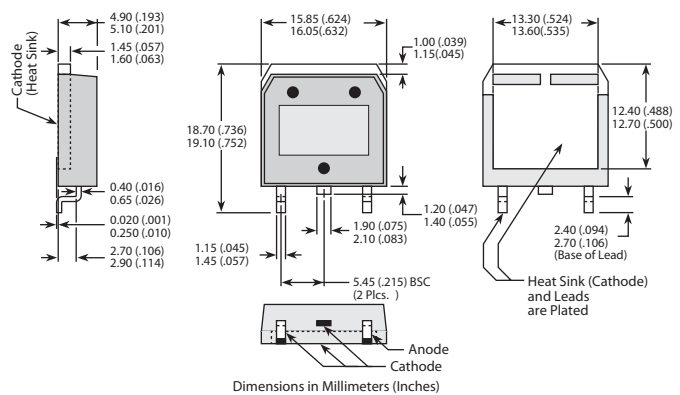 4.90 (.193)
5.10 (.201)
1.45 (.057)
1.60 (.063)
Cathode
(Heat Sink)
0.40 (.016)
0.65 (.026)
0.020 (.001)
0.250 (.010)
2.70 (.106)
2.90 (.114)
15.85 (.624)
16.05(.632)
1.00 (.039)
1.15(.045)
18.70 (.736)
19.10 (.752)
1.20 (.047)
1.40 (.055)
1.90 (.075)
2.10 (.083)
1.15 (.045)
1.45 (.057)
5.45 (.215) BSC
(2 Plcs. )
13.30 (.524)
13.60(.535)
12.40 (.488)
12.70 (.500)
2.40 (.094)
2.70 (.106)
(Base of Lead)
Heat Sink (Cathode)
and Leads
are Plated
Anode
Cathode
Dimensions in Millimeters (Inches)